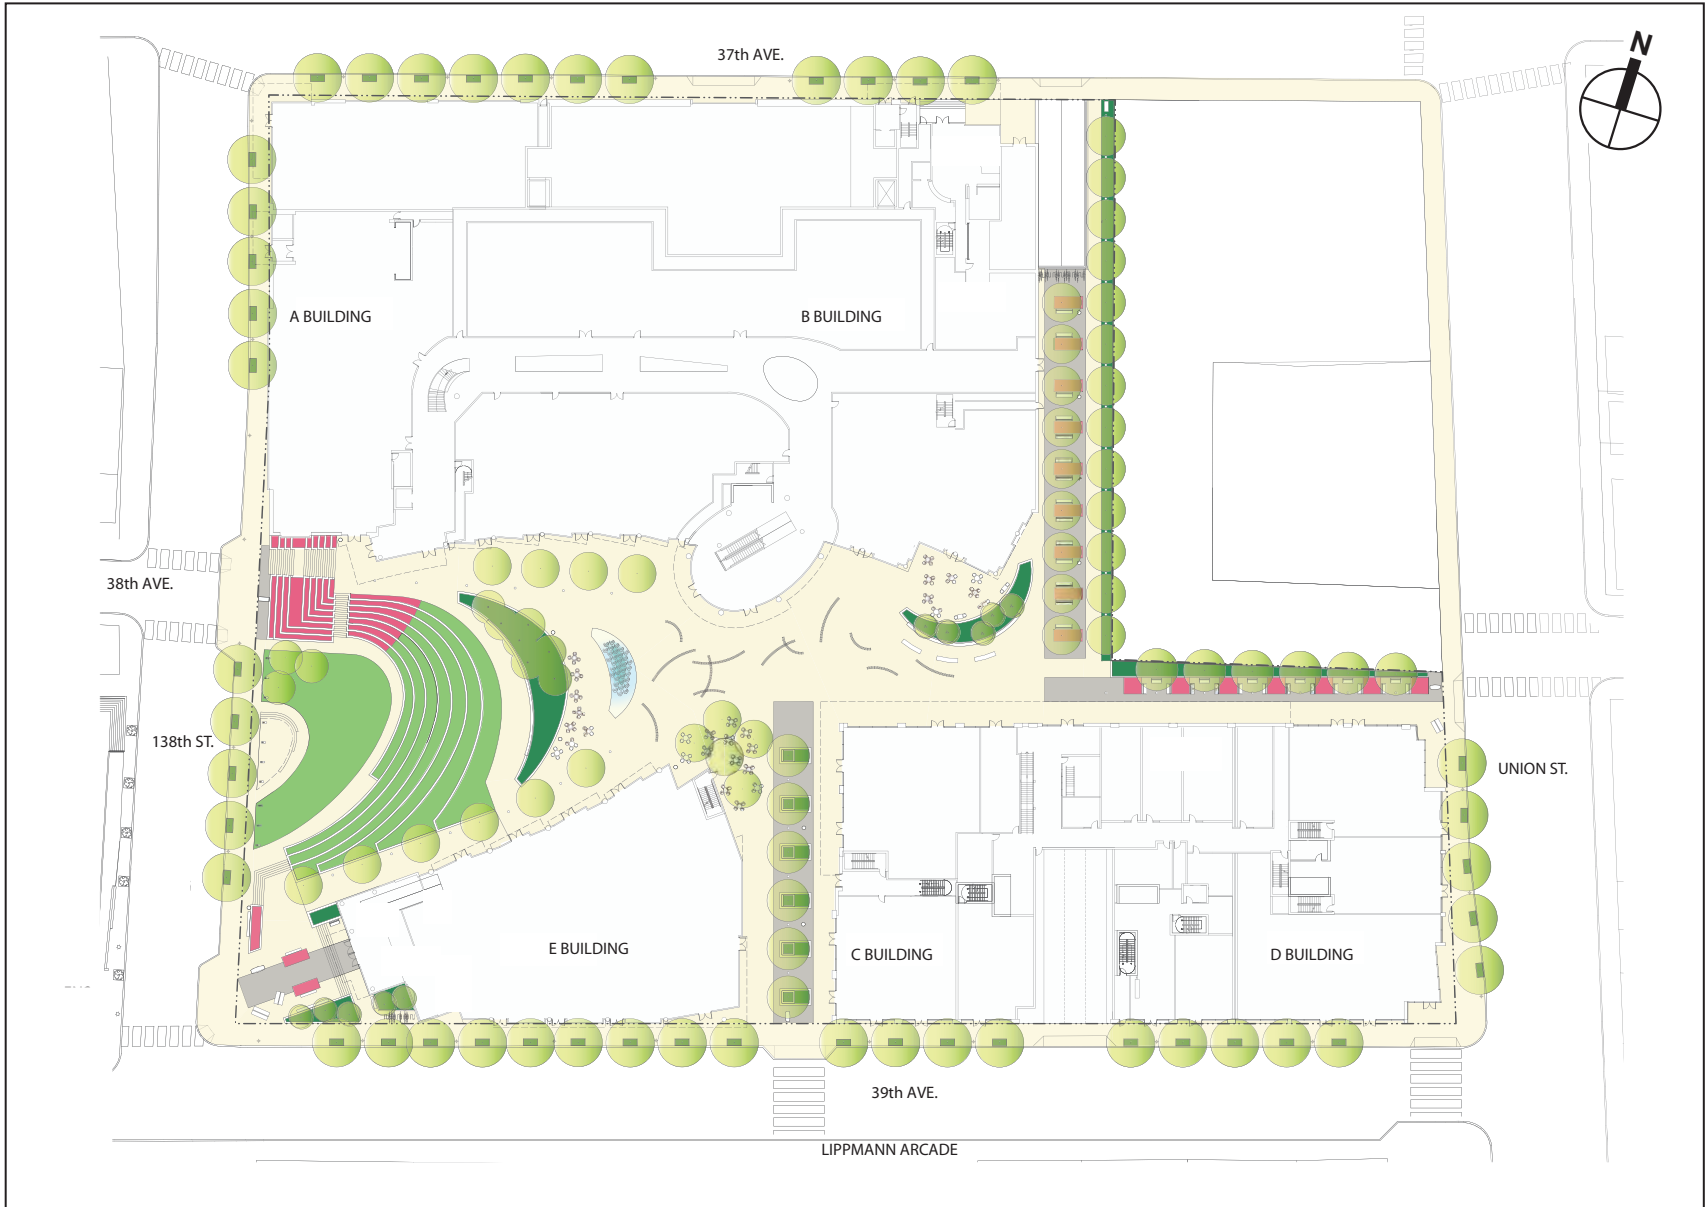 37th AVE.
N
A BUILDING
B BUILDING
38th AVE.
138th ST.
UNION ST.
E BUILDING
C BUILDING
D BUILDING
39th AVE.
LIPPMANN ARCADE